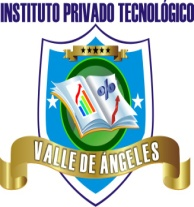 INSTITUTO PRIVADO TECNOLÓGICO
%
VALLE DE ÁNGELES